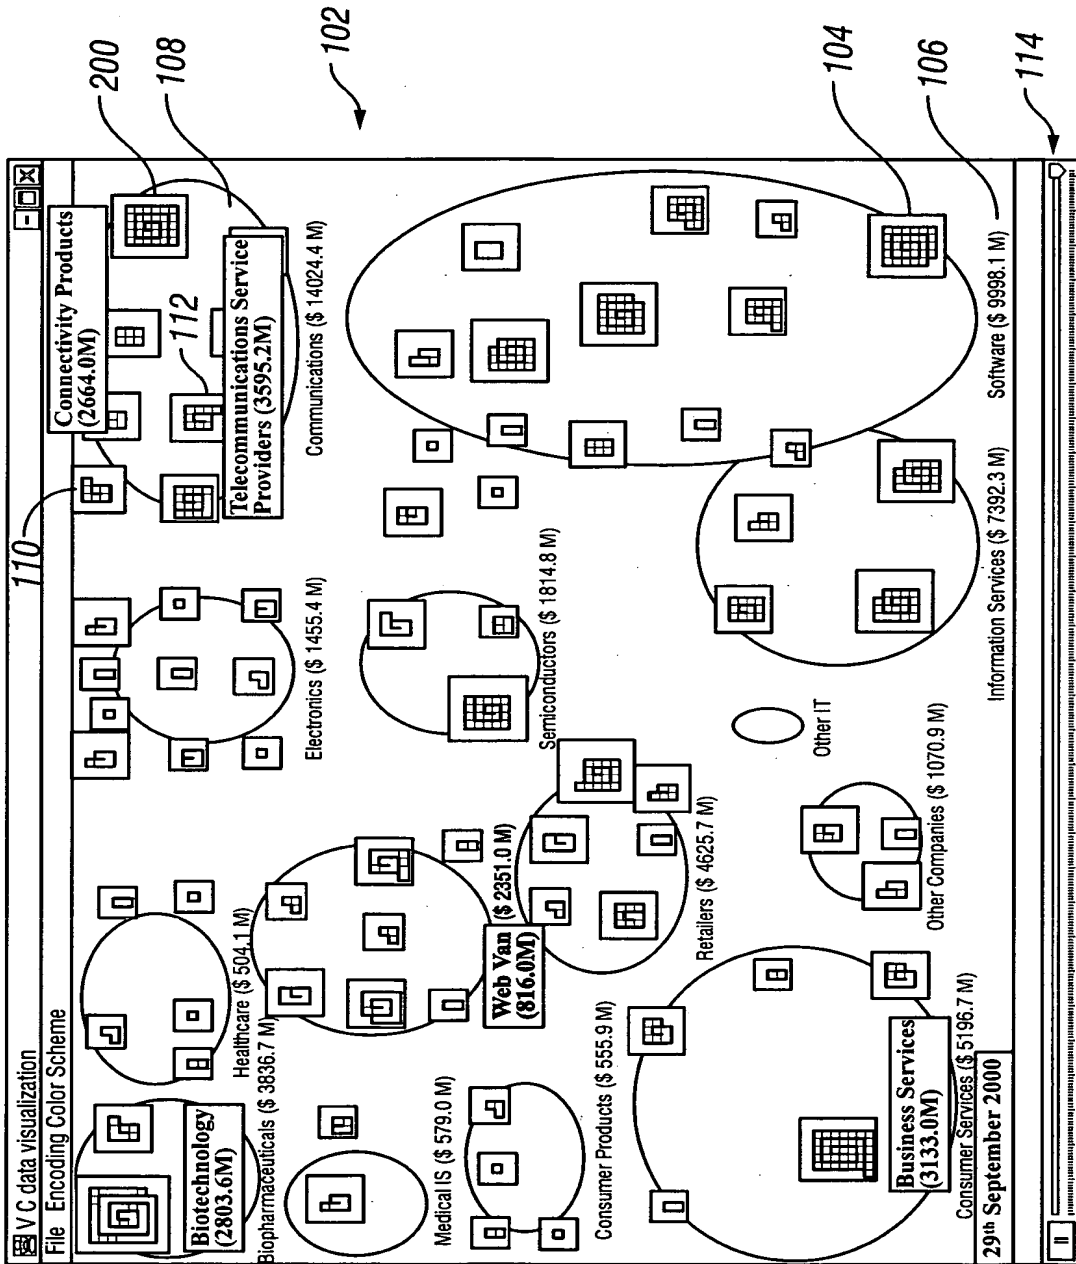 V C data visualization
File Encoding Color Scheme
Biotechnology
(2803.6M)
Biopharmaceuticals ($ 3836.7 M)
Healthcare ($ 504.1 M)
Electronics ($ 1455.4 M)
Connectivity Products
(2664.0M)
Telecommunications Service
Providers (3595.2M)
Communications ($ 14024.4 M)
110
112
200
108
102
Medical IS ($ 579.0 M)
Web Van
(816.0M)
($ 2351.0 M)
Semiconductors ($ 1814.8 M)
Consumer Products ($ 555.9 M)
Retailers ($ 4625.7 M)
Other IT
Business Services
(3133.0M)
Consumer Services ($ 5196.7 M)
Other Companies ($ 1070.9 M)
Information Services ($ 7392.3 M)
Software ($ 9998.1 M)
104
106
29th September 2000
114